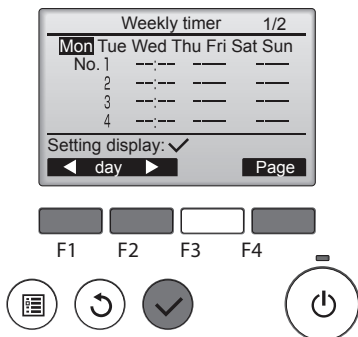 Weekly timer 1/2
Mon Tue Wed Thu Fri Sat Sun
No. 1 --:-- -- -- -- --
2 --:-- -- -- -- --
3 --:-- -- -- -- --
4 --:-- -- -- -- --
Setting display: ✓
◀ day ▶ Page
F1 F2 F3 F4